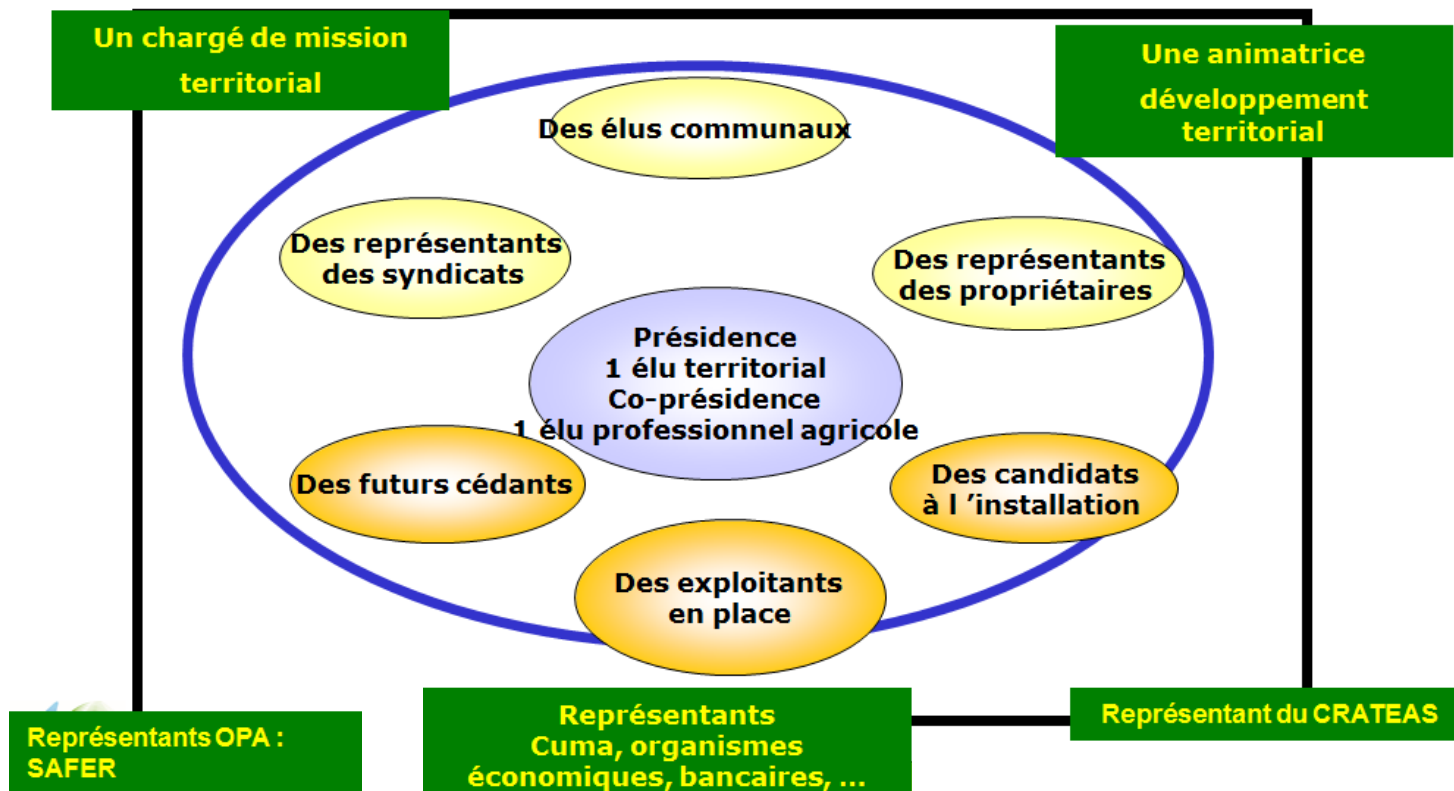 Un chargé de mission
territorial
Une animatrice
développement
territorial
Des élus communaux
Des représentants
des syndicats
Des représentants
des propriétaires
Présidence
1 élu territorial
Co-présidence
1 élu professionnel agricole
Des futurs cédants
Des candidats
à l ’installation
Des exploitants
en place
Représentants OPA :
SAFER
Représentants
Cuma, organismes
économiques, bancaires, ...
Représentant du CRATEAS